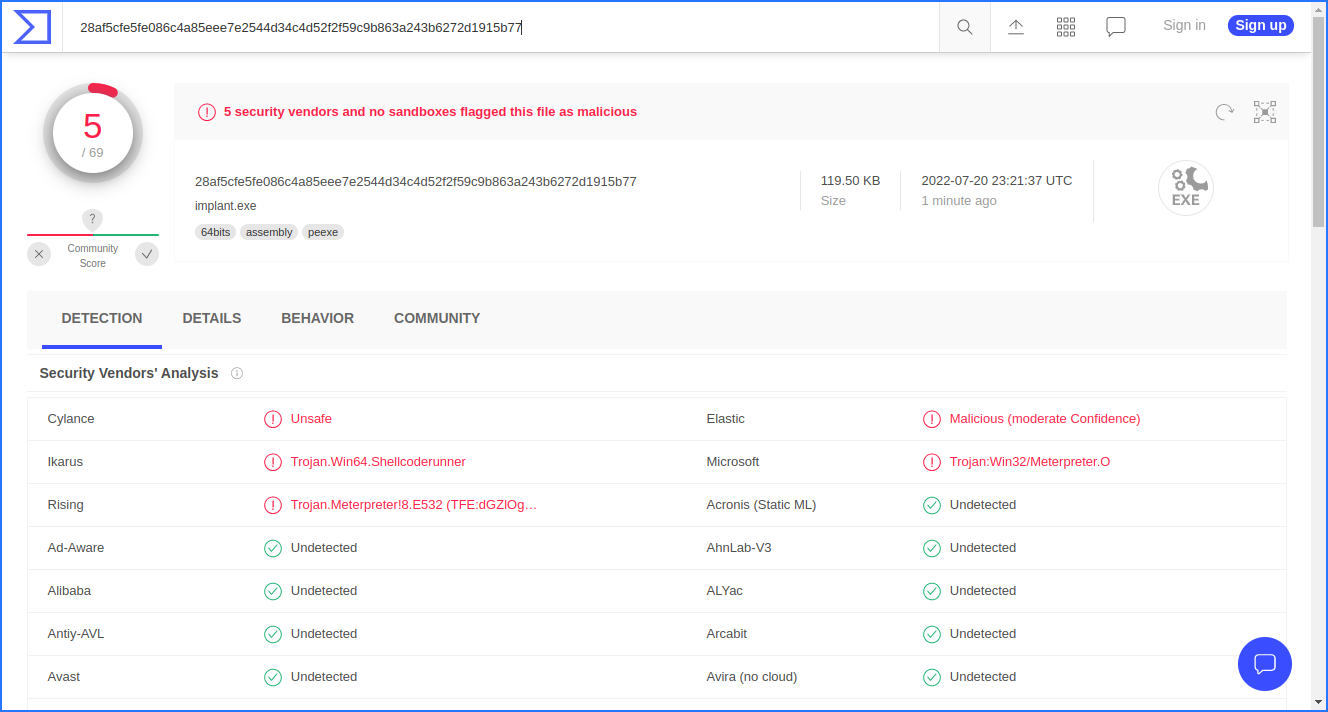 28af5cfe5fe086c4a85eee7e2544d34c4d52f2f59c9b863a243b6272d1915b77
Sign in
Sign up
5
/ 69
5 security vendors and no sandboxes flagged this file as malicious
28af5cfe5fe086c4a85eee7e2544d34c4d52f2f59c9b863a243b6272d1915b77
implant.exe
64bits assembly peexe
119.50 KB
Size
2022-07-20 23:21:37 UTC
1 minute ago
EXE
?
Community
Score
DETECTION DETAILS BEHAVIOR COMMUNITY
Security Vendors' Analysis
Cylance Unsafe Elastic Malicious (moderate Confidence)
Ikarus Trojan.Win64.Shellcoderunner Microsoft Trojan:Win32/Meterpreter.O
Rising Trojan.Meterpreter!8.E532 (TFE:dGZlOg… Acronis (Static ML) Undetected
Ad-Aware Undetected AhnLab-V3 Undetected
Alibaba Undetected ALYac Undetected
Antiy-AVL Undetected Arcabit Undetected
Avast Undetected Avira (no cloud) Undetected